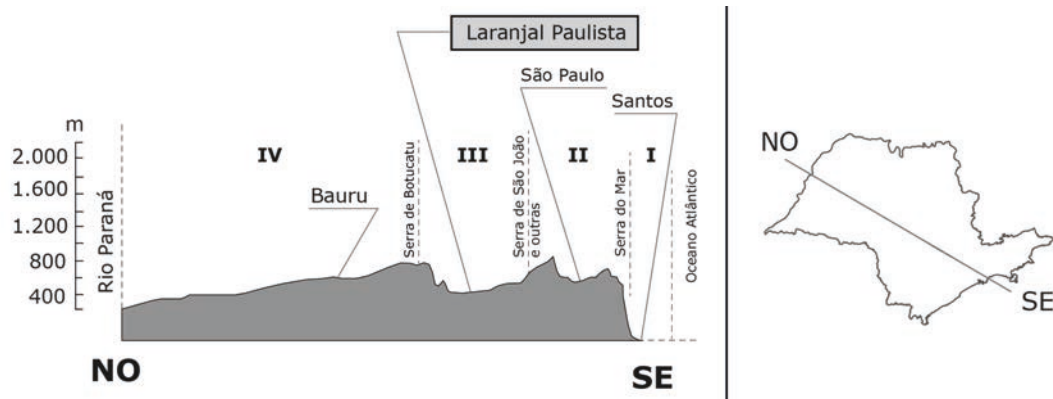 Laranjal Paulista
São Paulo
Santos
m
2.000
1.600
1.200
800
400
Rio Paraná
IV
Bauru
Serra de Botucatu
III
Serra de São João
e outras
II
Serra do Mar
I
Oceano Atlântico
NO
SE
NO
SE